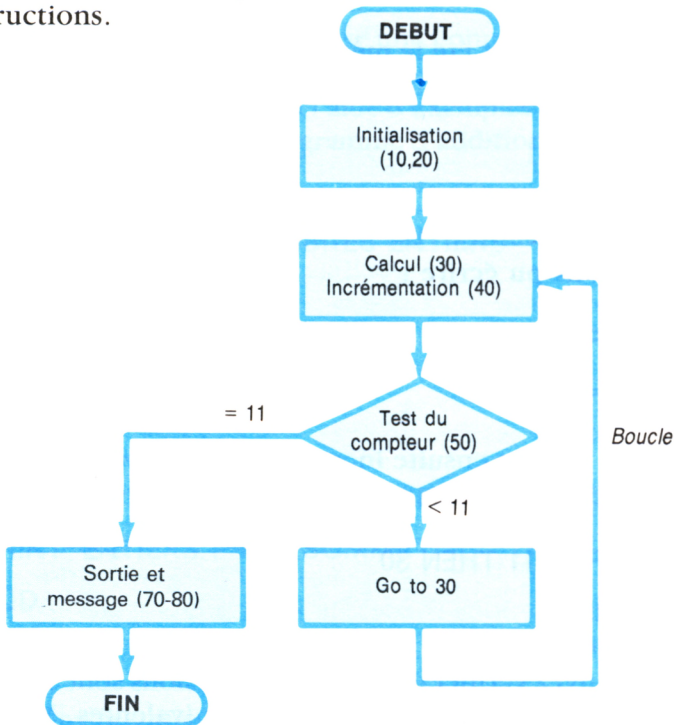 ructions.
DEBUT
Initialisation
(10,20)
Calcul (30)
Incrémentation (40)
= 11
Test du
compteur (50)
Boucle
< 11
Sortie et
message (70-80)
Go to 30
FIN